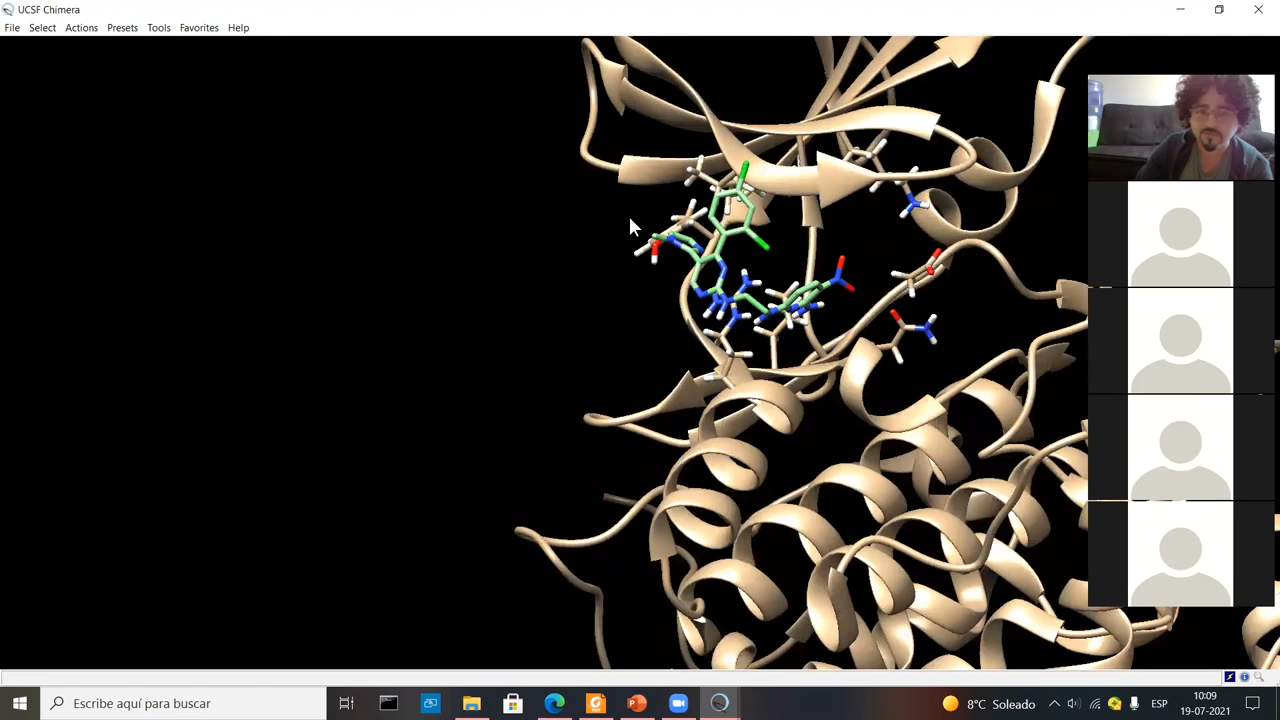 UCSF Chimera
File Select Actions Presets Tools Favorites Help
Escribe aquí para buscar
8°C Soleado
ESP
10:09
19-07-2021